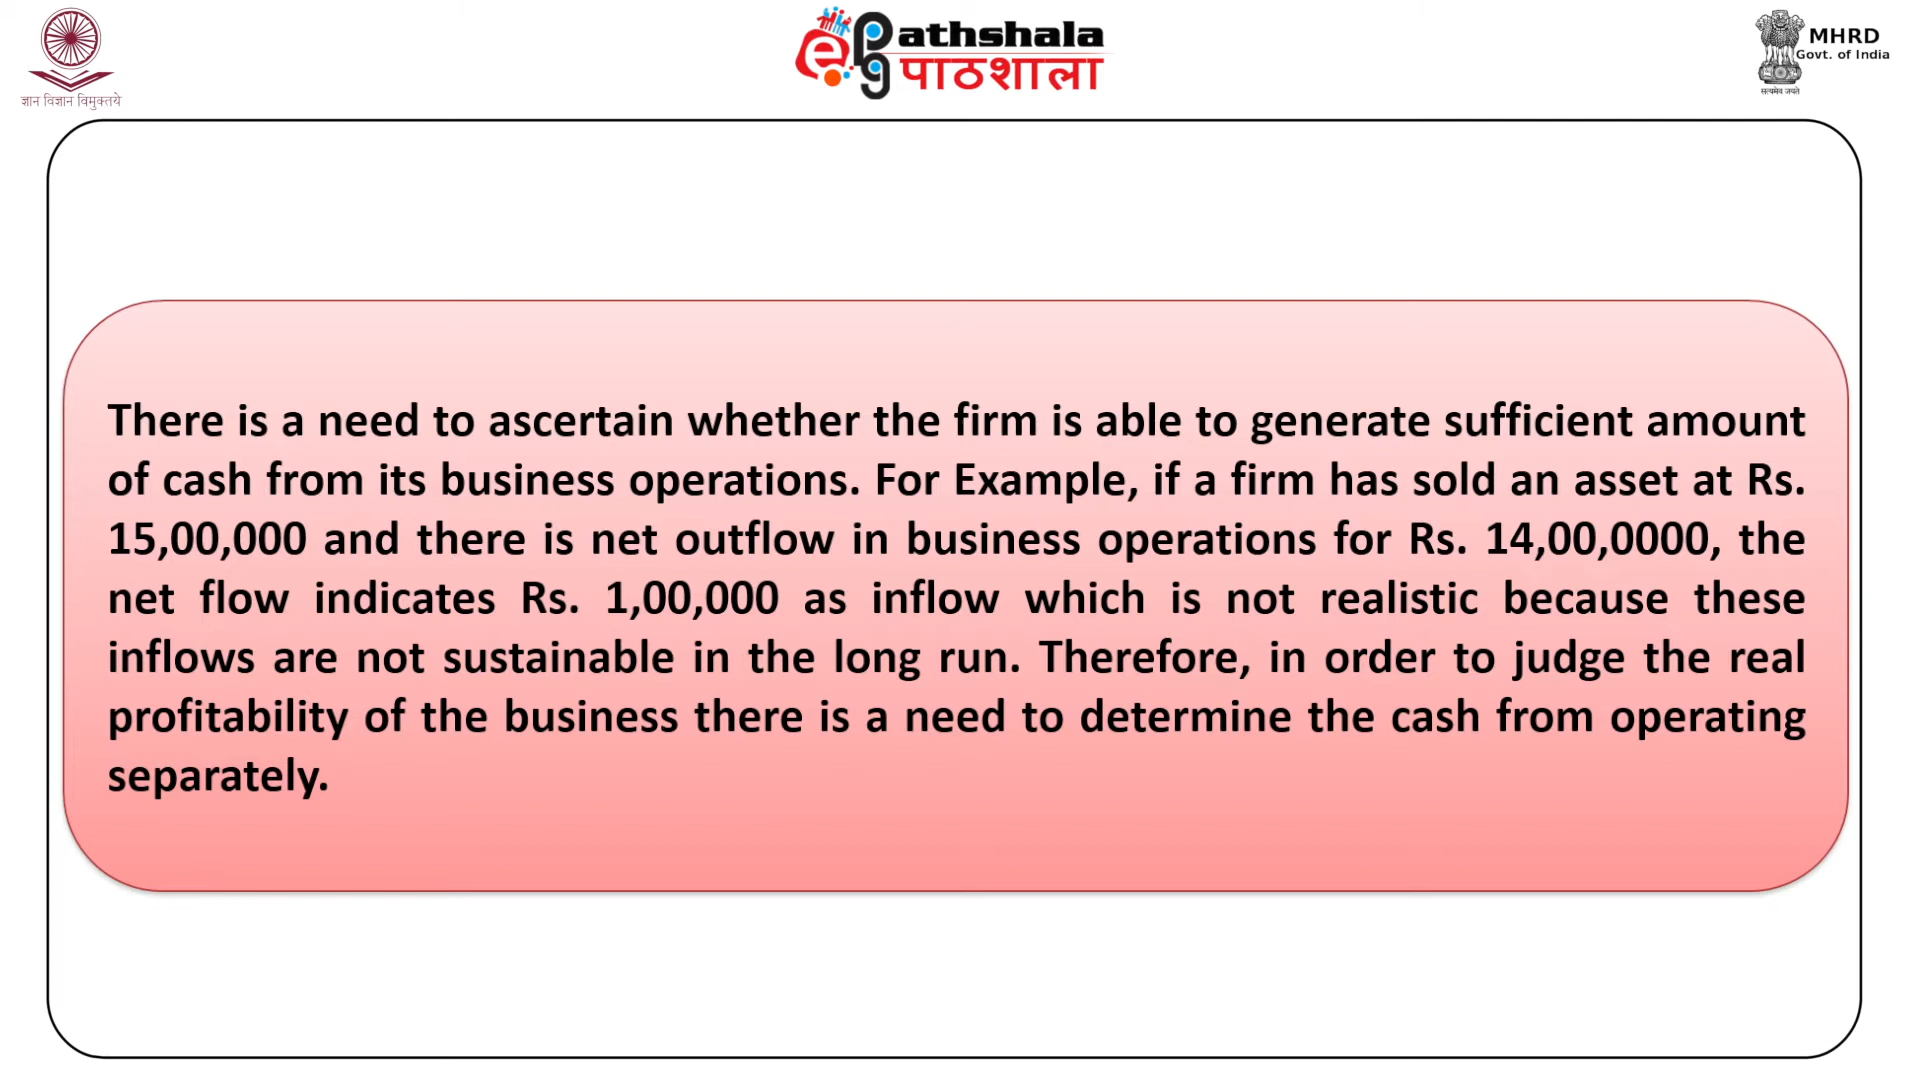 ज्ञान विज्ञान विमुक्तये
e pg athshala
पाठशाला
MHRD
Govt. of India
सत्यमेव जयते
There is a need to ascertain whether the firm is able to generate sufficient amount
of cash from its business operations. For Example, if a firm has sold an asset at Rs.
15,00,000 and there is net outflow in business operations for Rs. 14,00,0000, the
net flow indicates Rs. 1,00,000 as inflow which is not realistic because these
inflows are not sustainable in the long run. Therefore, in order to judge the real
profitability of the business there is a need to determine the cash from operating
separately.